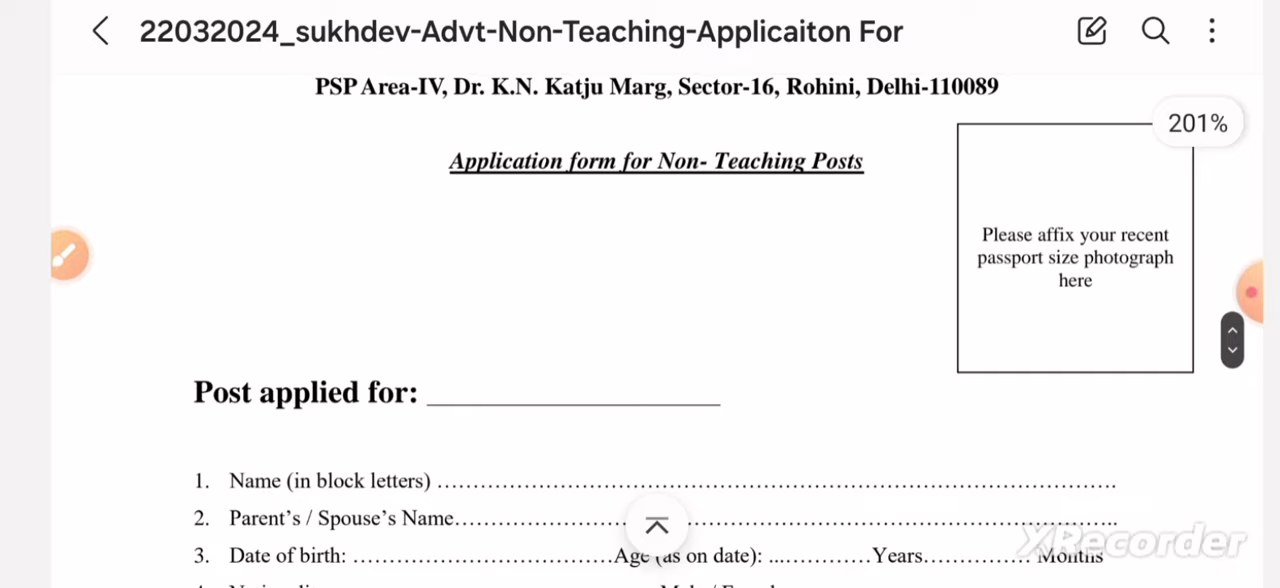 22032024_sukhdev-Advt-Non-Teaching-Applicaiton For
PSP Area-IV, Dr. K.N. Katju Marg, Sector-16, Rohini, Delhi-110089
201%
Application form for Non- Teaching Posts
Please affix your recent
passport size photograph
here
Post applied for: ____________________
1. Name (in block letters) ……………………………………………………………………………
2. Parent’s / Spouse’s Name……………………………………………………………………..
3. Date of birth: ……………………………….Age (as on date): …………….Years…………… Months
XRecorder